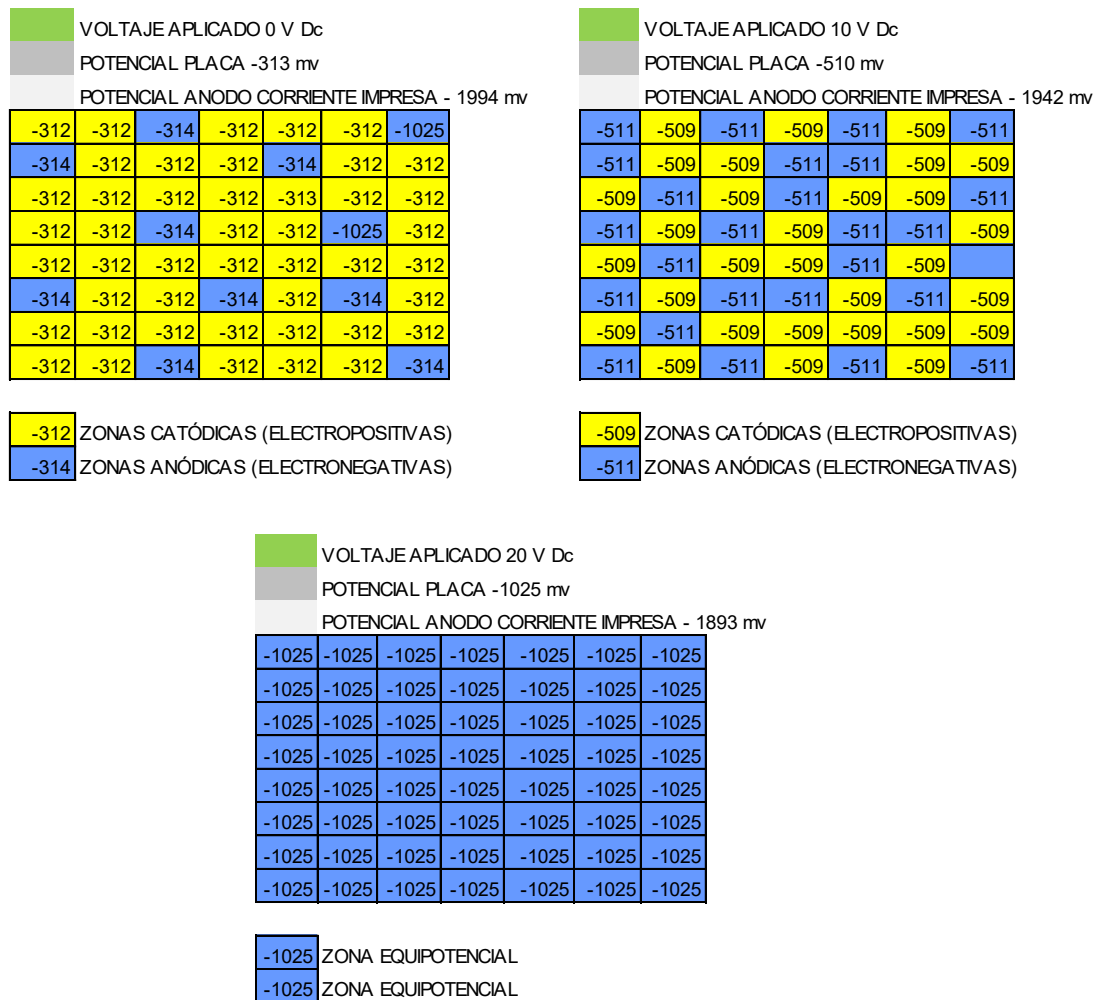 VOLTAJE APLICADO 0 V Dc
POTENCIAL PLACA -313 mv
POTENCIAL ANODO CORRIENTE IMPRESA - 1994 mv
-312 -312 -314 -312 -312 -312 -1025
-314 -312 -312 -312 -314 -312 -312
-312 -312 -312 -312 -313 -312 -312
-312 -312 -314 -312 -312 -1025 -312
-312 -312 -312 -312 -312 -312 -312
-314 -312 -312 -314 -312 -314 -312
-312 -312 -312 -312 -312 -312 -312
-312 -312 -314 -312 -312 -312 -314
-312 ZONAS CATÓDICAS (ELECTROPOSITIVAS)
-314 ZONAS ANÓDICAS (ELECTRONEGATIVAS)
VOLTAJE APLICADO 10 V Dc
POTENCIAL PLACA -510 mv
POTENCIAL ANODO CORRIENTE IMPRESA - 1942 mv
-511 -509 -511 -509 -511 -509 -511
-511 -509 -509 -511 -511 -509 -509
-509 -511 -509 -511 -509 -509 -511
-511 -509 -511 -509 -511 -511 -509
-509 -511 -509 -509 -511 -509
-511 -509 -511 -511 -509 -511 -509
-509 -511 -509 -509 -509 -509 -509
-511 -509 -511 -509 -511 -509 -511
-509 ZONAS CATÓDICAS (ELECTROPOSITIVAS)
-511 ZONAS ANÓDICAS (ELECTRONEGATIVAS)
VOLTAJE APLICADO 20 V Dc
POTENCIAL PLACA -1025 mv
POTENCIAL ANODO CORRIENTE IMPRESA - 1893 mv
-1025 -1025 -1025 -1025 -1025 -1025 -1025
-1025 -1025 -1025 -1025 -1025 -1025 -1025
-1025 -1025 -1025 -1025 -1025 -1025 -1025
-1025 -1025 -1025 -1025 -1025 -1025 -1025
-1025 -1025 -1025 -1025 -1025 -1025 -1025
-1025 -1025 -1025 -1025 -1025 -1025 -1025
-1025 -1025 -1025 -1025 -1025 -1025 -1025
-1025 -1025 -1025 -1025 -1025 -1025 -1025
-1025 ZONA EQUIPOTENCIAL
-1025 ZONA EQUIPOTENCIAL